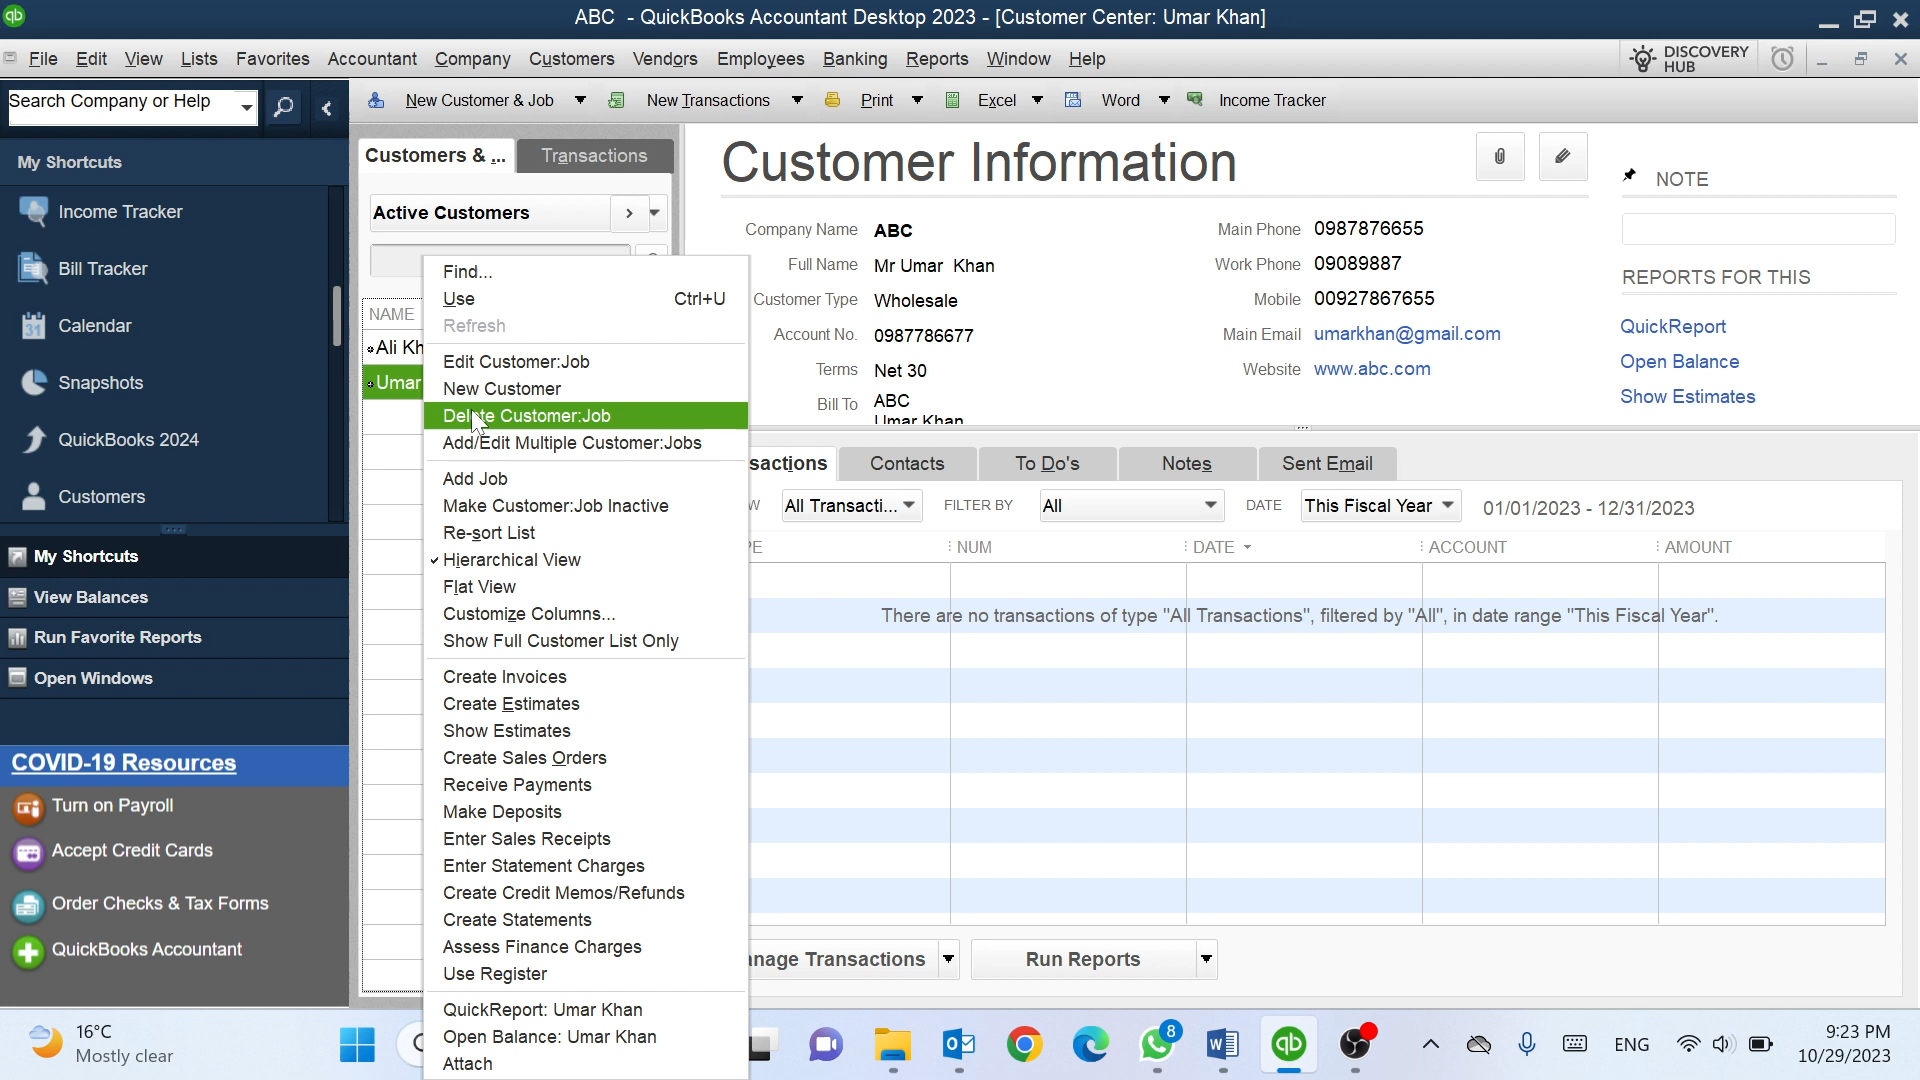 qb ABC - QuickBooks Accountant Desktop 2023 - [Customer Center: Umar Khan]
File Edit View Lists Favorites Accountant Company Customers Vendors Employees Banking Reports Window Help DISCOVERY HUB
Search Company or Help
New Customer & Job New Transactions Print Excel Word Income Tracker
My Shortcuts
Income Tracker
Bill Tracker
31 Calendar
Snapshots
QuickBooks 2024
Customers
My Shortcuts
View Balances
Run Favorite Reports
Open Windows
COVID-19 Resources
Turn on Payroll
Accept Credit Cards
Order Checks & Tax Forms
QuickBooks Accountant
Customers & ... Transactions
Active Customers
NAME
Ali Kh
Umar
Find...
Use Ctrl+U
Refresh
Edit Customer:Job
New Customer
Delete Customer:Job
Add/Edit Multiple Customer:Jobs
Add Job
Make Customer:Job Inactive
Re-sort List
Hierarchical View
Flat View
Customize Columns...
Show Full Customer List Only
Create Invoices
Create Estimates
Show Estimates
Create Sales Orders
Receive Payments
Make Deposits
Enter Sales Receipts
Enter Statement Charges
Create Credit Memos/Refunds
Create Statements
Assess Finance Charges
Use Register
QuickReport: Umar Khan
Open Balance: Umar Khan
Attach
Customer Information
Company Name ABC
Full Name Mr Umar Khan
Customer Type Wholesale
Account No. 0987786677
Terms Net 30
Bill To ABC
Umar Khan
Main Phone 0987876655
Work Phone 09089887
Mobile 00927867655
Main Email umarkhan@gmail.com
Website www.abc.com
NOTE
REPORTS FOR THIS
QuickReport
Open Balance
Show Estimates
sactions Contacts To Do's Notes Sent Email
W All Transacti... FILTER BY All DATE This Fiscal Year 01/01/2023 - 12/31/2023
PE NUM DATE ACCOUNT AMOUNT
There are no transactions of type "All Transactions", filtered by "All", in date range "This Fiscal Year".
nage Transactions Run Reports
16°C
Mostly clear
8
qb
ENG
9:23 PM
10/29/2023